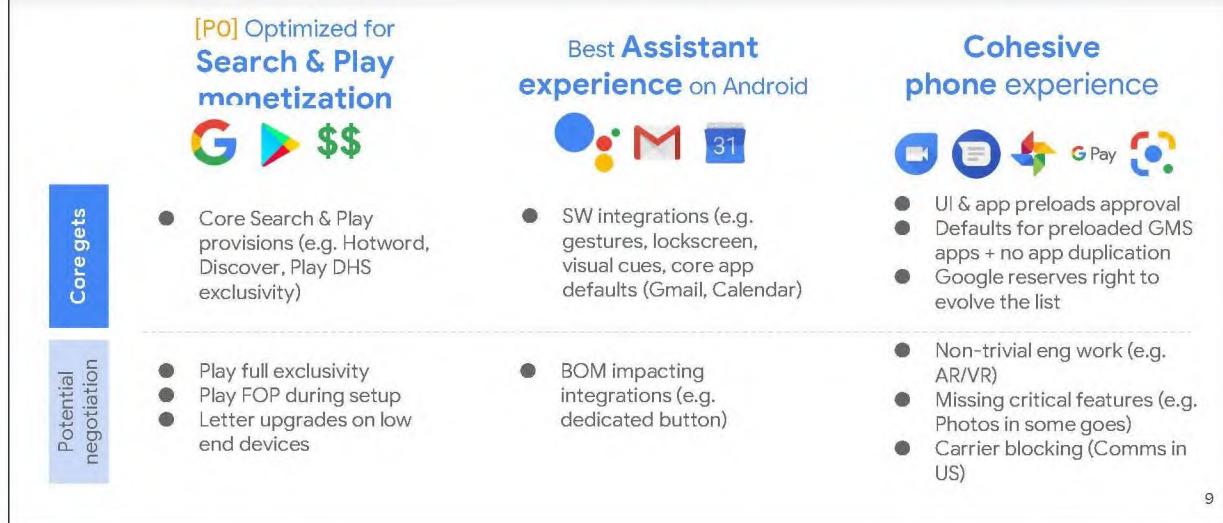 [P0] Optimized for
Search & Play
monetization
$$
Best Assistant
experience on Android
31
Cohesive
phone experience
G Pay
Core gets
● Core Search & Play
provisions (e.g. Hotword,
Discover, Play DHS
exclusivity)
● SW integrations (e.g.
gestures, lockscreen,
visual cues, core app
defaults (Gmail, Calendar)
● UI & app preloads approval
● Defaults for preloaded GMS
apps + no app duplication
● Google reserves right to
evolve the list
Potential
negotiation
● Play full exclusivity
● Play FOP during setup
● Letter upgrades on low
end devices
● BOM impacting
integrations (e.g.
dedicated button)
● Non-trivial eng work (e.g.
AR/VR)
● Missing critical features (e.g.
Photos in some goes)
● Carrier blocking (Comms in
US)
9